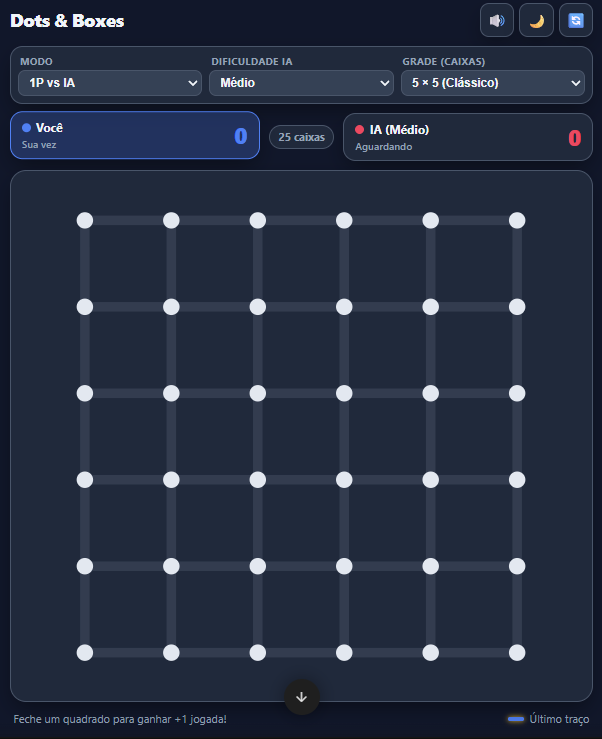 Dots & Boxes
MODO
1P vs IA
DIFICULDADE IA
Médio
GRADE (CAIXAS)
5 × 5 (Clássico)
Você
Sua vez
0
25 caixas
IA (Médio)
Aguardando
0
Feche um quadrado para ganhar +1 jogada!
Último traço